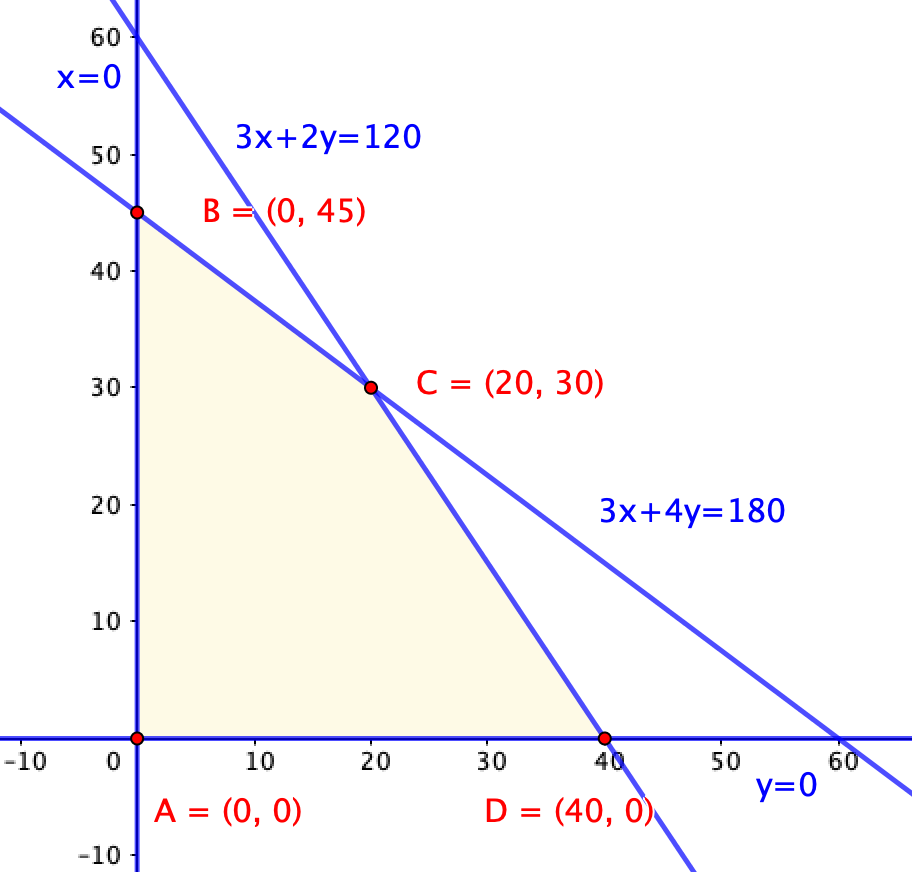 60
x=0
3x+2y=120
50
B = (0, 45)
40
30
C = (20, 30)
20
3x+4y=180
10
-10 0 10 20 30 40 50 60
y=0
A = (0, 0) D = (40, 0)
-10